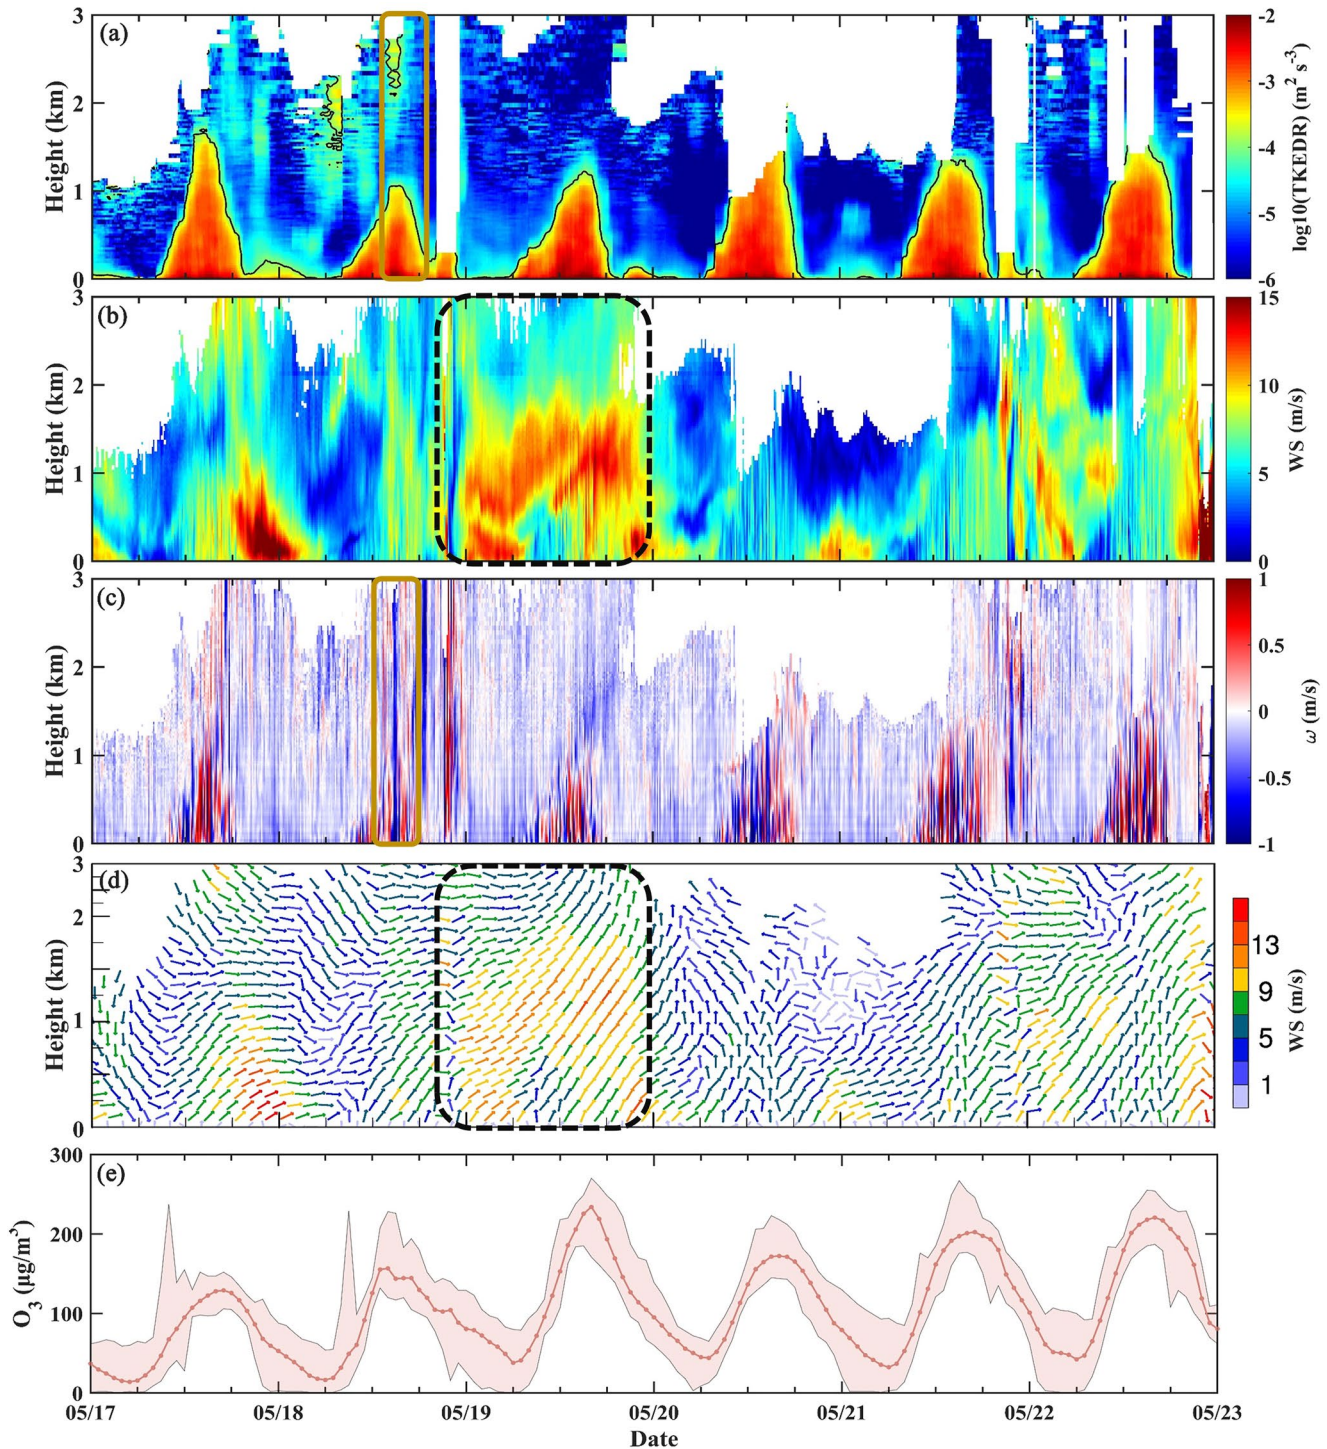 (a)
3
2
1
0
Height (km)
-2
-3
-4
-5
-6
log10(TKEDR) (m² s⁻³)
(b)
3
2
1
0
Height (km)
15
10
5
0
WS (m/s)
(c)
3
2
1
0
Height (km)
1
0.5
0
-0.5
-1
ω (m/s)
(d)
3
2
1
0
Height (km)
13
9
5
1
WS (m/s)
(e)
300
200
100
0
O₃ (μg/m³)
05/17 05/18 05/19 05/20 05/21 05/22 05/23
Date